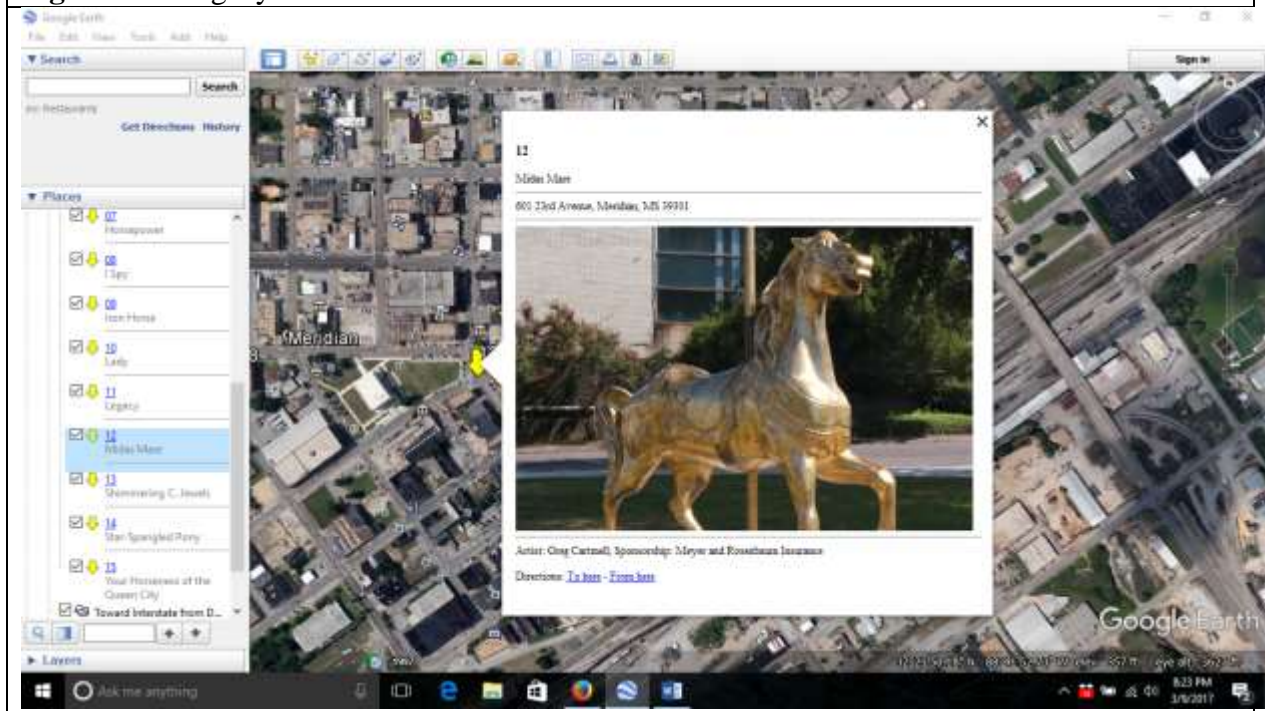 Google Earth
File Edit View Tools Add Help
Search
Sign in
Search
Get Directions History
Places
07
Horsepower
08
I Spy
09
Iron Horse
10
Lady
11
Legacy
12
Midas Mare
13
Shimmering C. Jewels
14
Star Spangled Pony
15
Your Horseness of the
Queen City
Toward Interstate from D...
Layers
Meridian
12
Midas Mare
601 23rd Avenue, Meridian, MS 39301
Artist: Greg Cartmell, Sponsorship: Meyer and Rosenbaum Insurance
Directions: To here - From here
Google Earth
Ask me anything
8:23 PM
3/9/2017